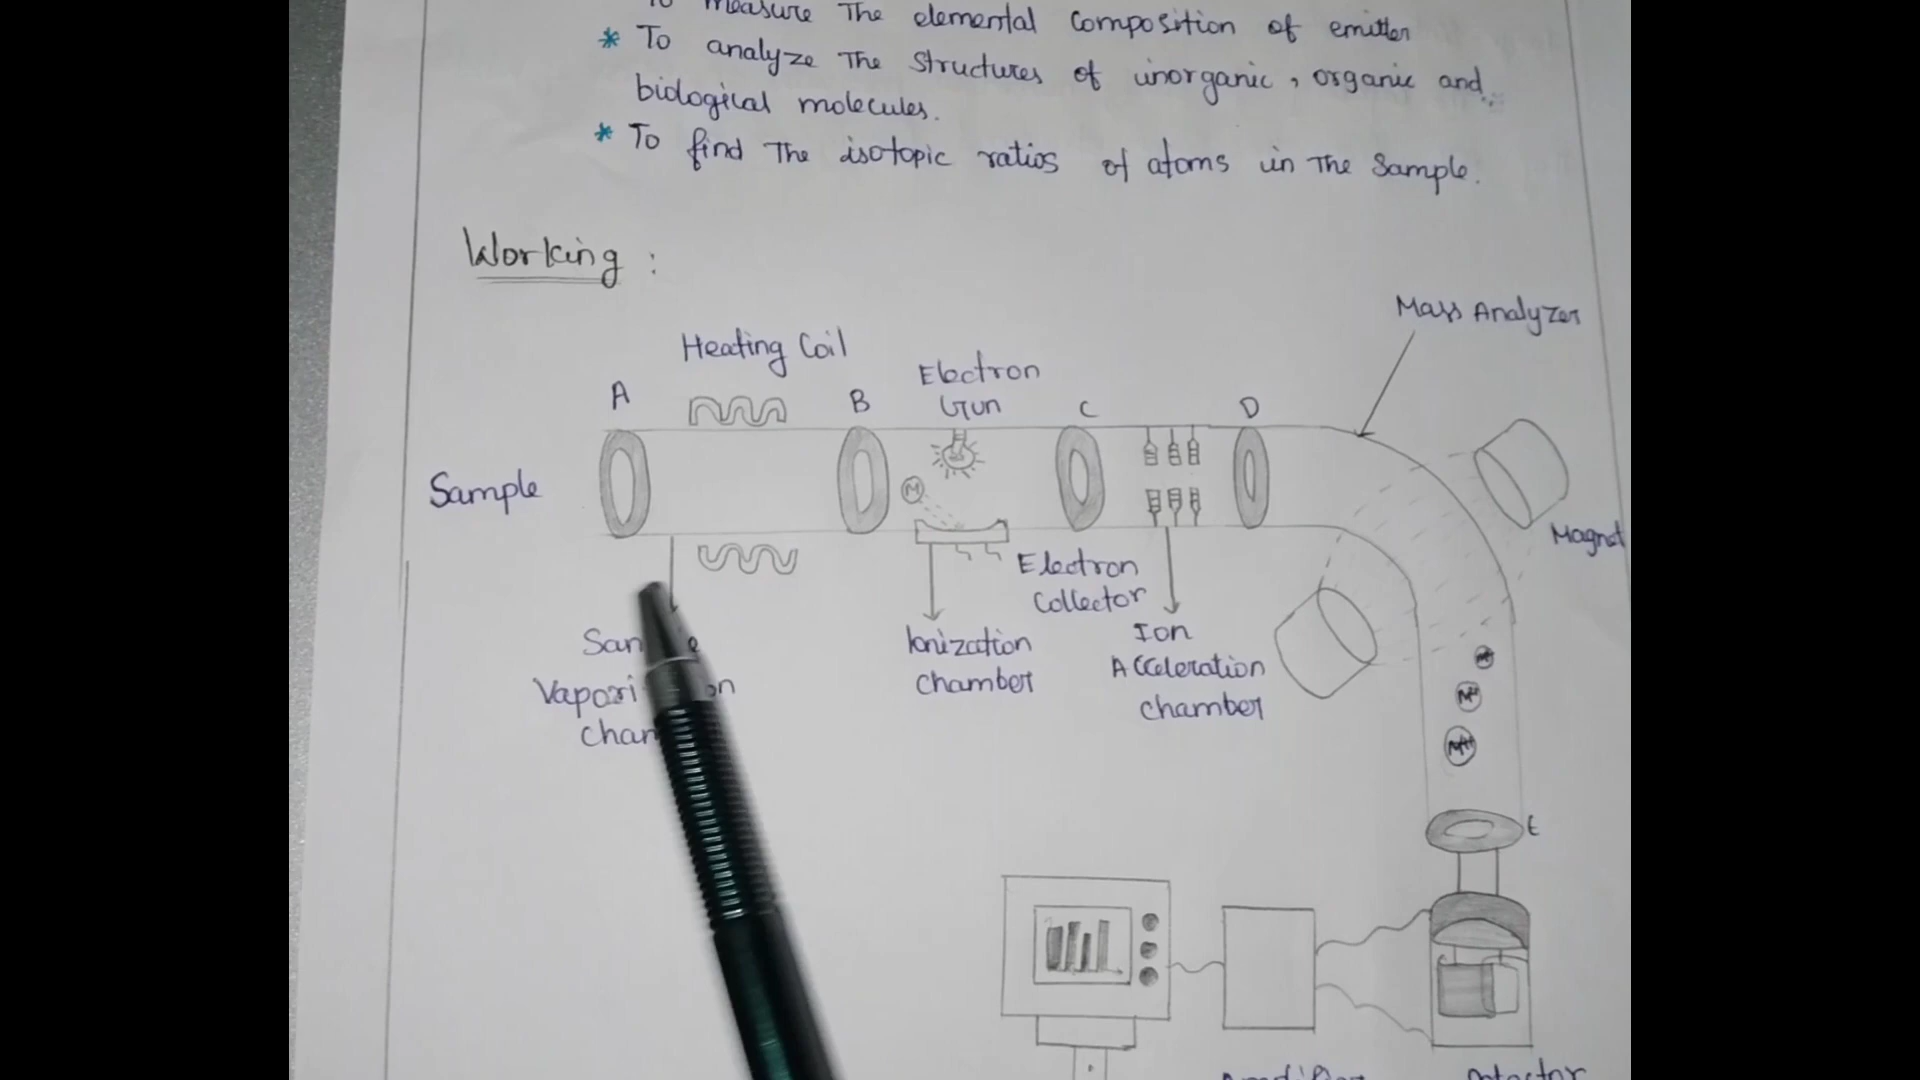 measure The elemental composition of emitter
* To analyze The structures of inorganic, organic and
biological molecules.
* To find The isotopic ratios of atoms in The sample.
Working :
Mass Analyzer
Heating Coil
Electron
Gun
A
B
C
D
Sample
M
Magnet
Electron
Collector
Ionization
chamber
Ion
Acceleration
chamber
E
Detector